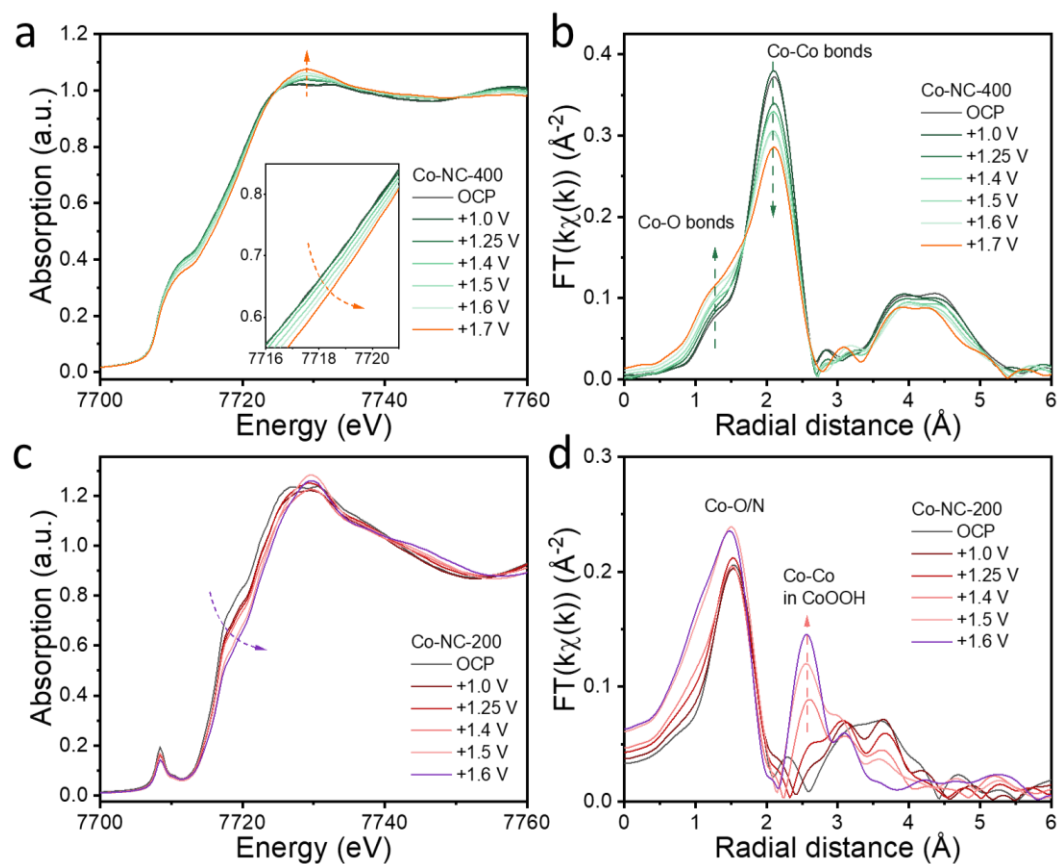 a
1.2
1.0
0.8
0.6
0.4
0.2
0.0
Absorption (a.u.)
Co-NC-400
OCP
+1.0 V
+1.25 V
+1.4 V
+1.5 V
+1.6 V
+1.7 V
0.8
0.7
0.6
7716 7718 7720
7700 7720 7740 7760
Energy (eV)
b
0.4
0.3
0.2
0.1
0.0
FT(kχ(k)) (Å-2)
Co-Co bonds
Co-O bonds
Co-NC-400
OCP
+1.0 V
+1.25 V
+1.4 V
+1.5 V
+1.6 V
+1.7 V
0 1 2 3 4 5 6
Radial distance (Å)
c
1.2
1.0
0.8
0.6
0.4
0.2
0.0
Absorption (a.u.)
Co-NC-200
OCP
+1.0 V
+1.25 V
+1.4 V
+1.5 V
+1.6 V
7700 7720 7740 7760
Energy (eV)
d
0.3
0.2
0.1
0.0
FT(kχ(k)) (Å-2)
Co-O/N
Co-Co
in CoOOH
Co-NC-200
OCP
+1.0 V
+1.25 V
+1.4 V
+1.5 V
+1.6 V
0 1 2 3 4 5 6
Radial distance (Å)